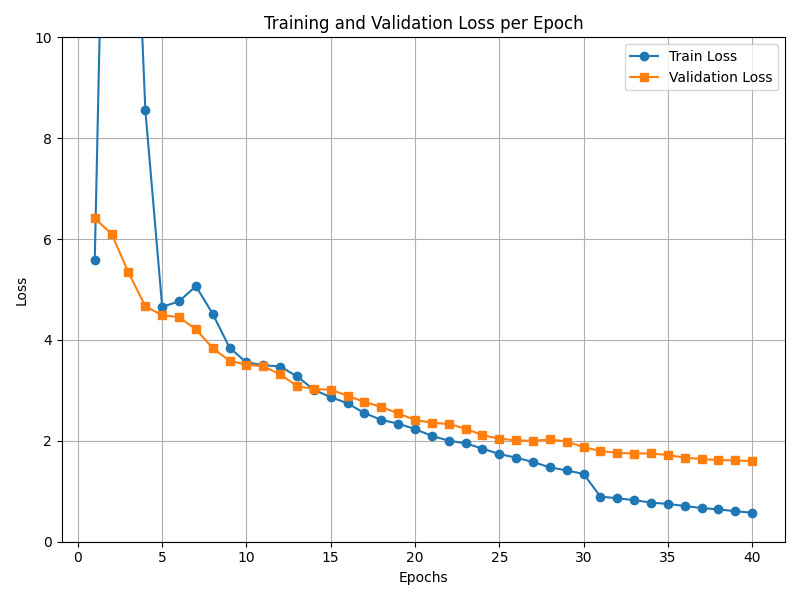 Training and Validation Loss per Epoch
Train Loss
Validation Loss
Loss
10
8
6
4
2
0
0 5 10 15 20 25 30 35 40
Epochs